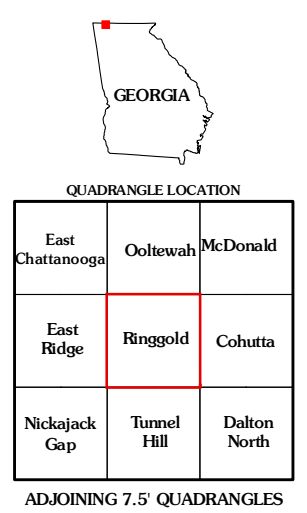 GEORGIA
QUADRANGLE LOCATION
East
Chattanooga
Ooltewah
McDonald
East
Ridge
Ringgold
Cohutta
Nickajack
Gap
Tunnel
Hill
Dalton
North
ADJOINING 7.5' QUADRANGLES